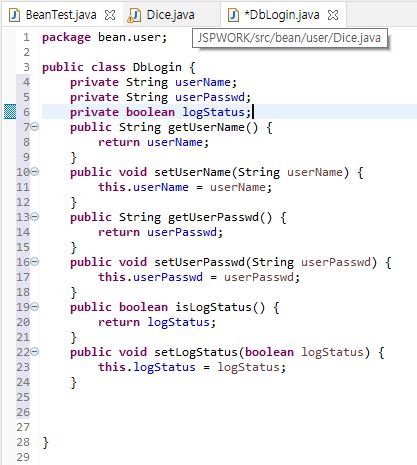 BeanTest.java
Dice.java
*DbLogin.java
JSPWORK/src/bean/user/Dice.java
1 package bean.user;
2
3 public class DbLogin {
4 private String userName;
5 private String userPasswd;
6 private boolean logStatus;
7 public String getUserName() {
8 return userName;
9 }
10 public void setUserName(String userName) {
11 this.userName = userName;
12 }
13 public String getUserPasswd() {
14 return userPasswd;
15 }
16 public void setUserPasswd(String userPasswd) {
17 this.userPasswd = userPasswd;
18 }
19 public boolean isLogStatus() {
20 return logStatus;
21 }
22 public void setLogStatus(boolean logStatus) {
23 this.logStatus = logStatus;
24 }
25
26
27
28 }
29